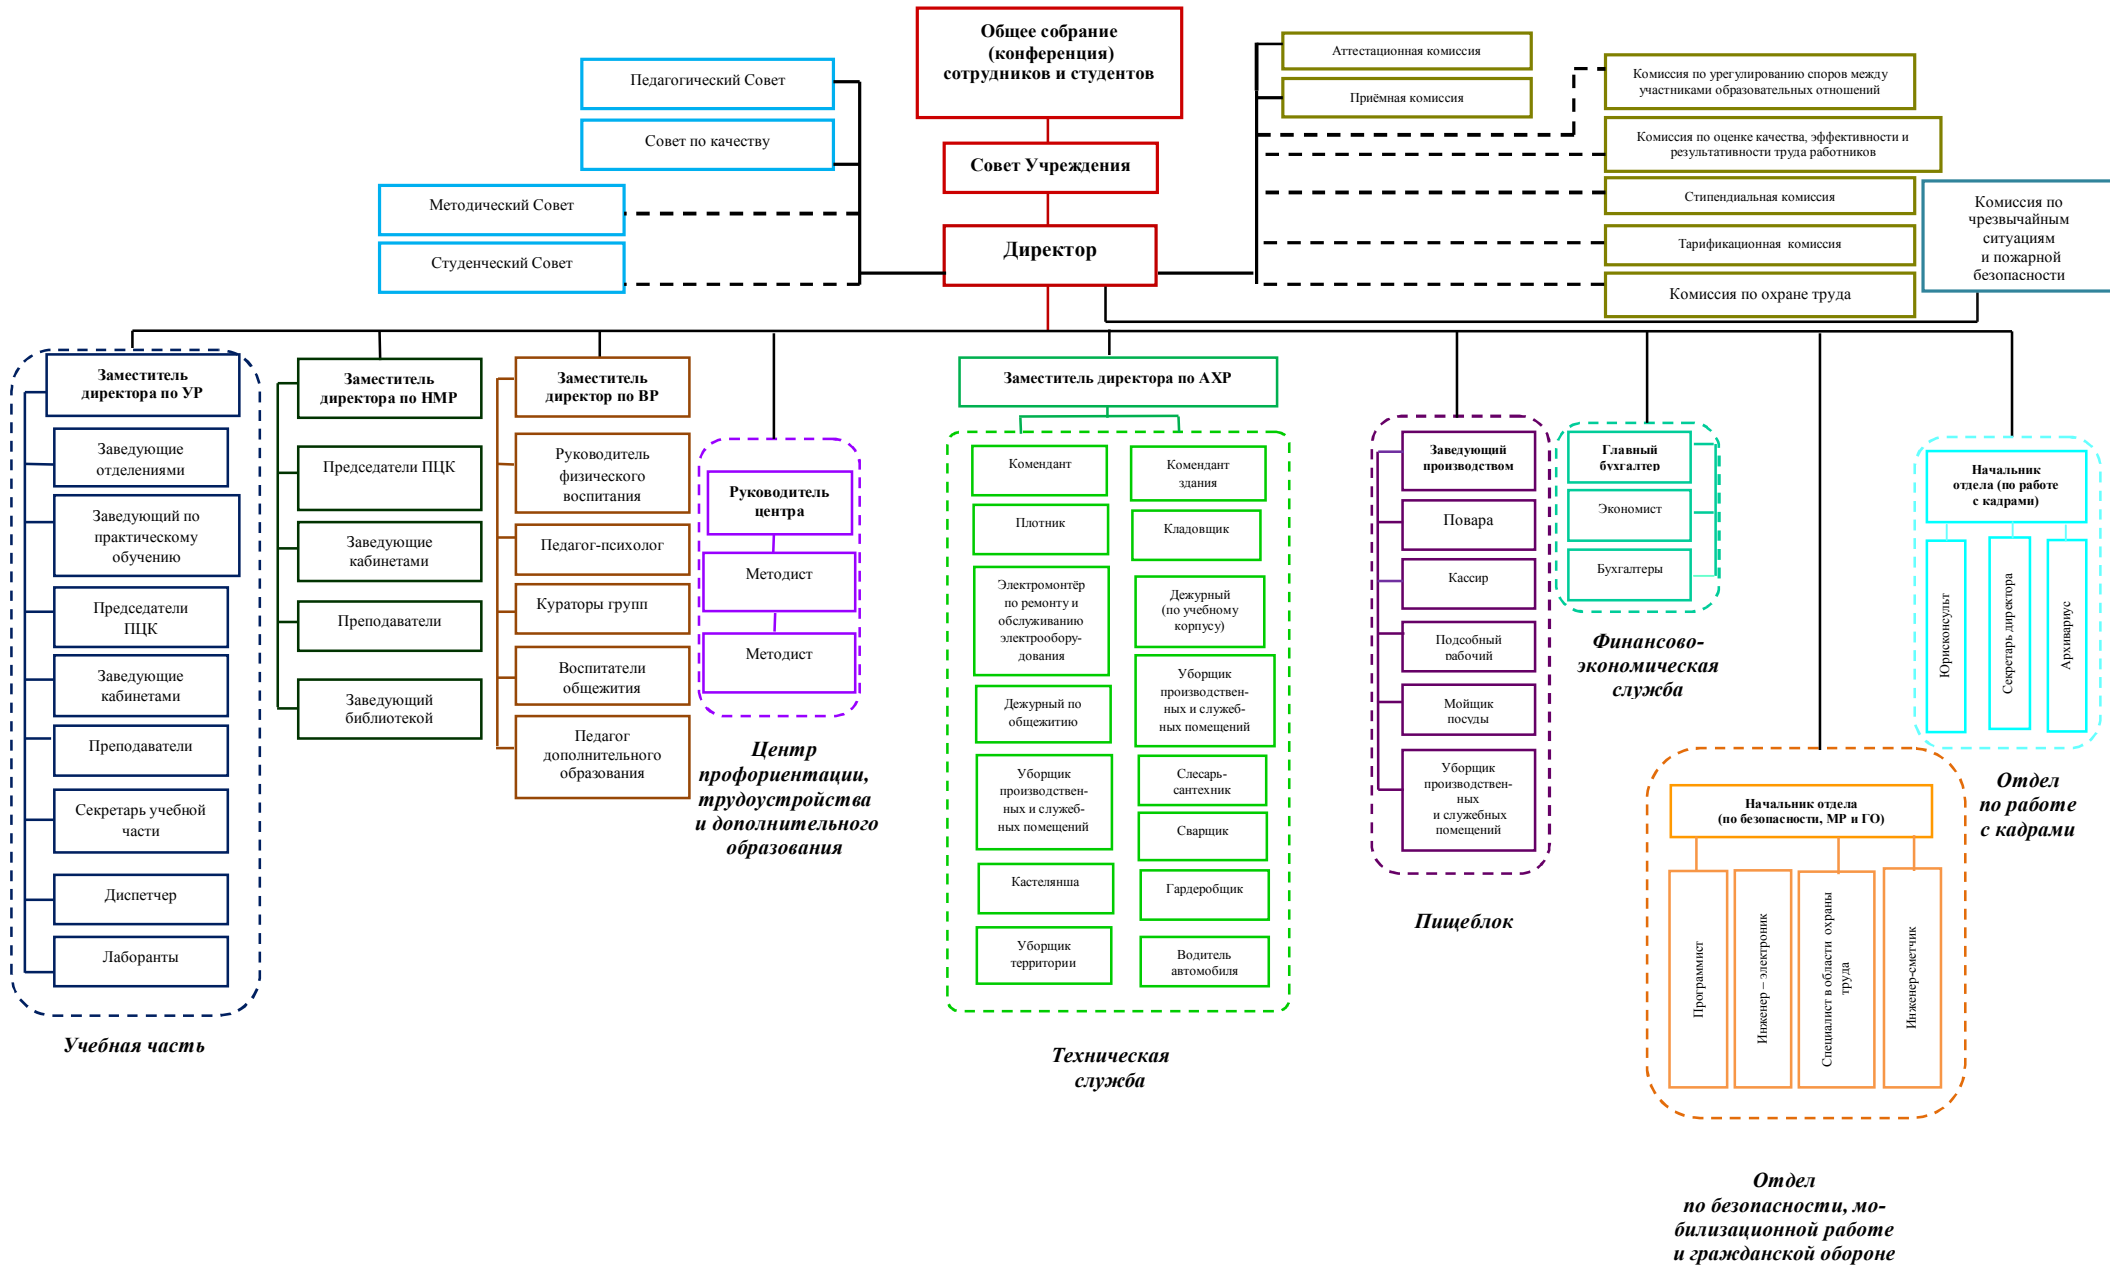 Общее собрание
(конференция)
сотрудников и студентов
Совет Учреждения
Директор
Педагогический Совет
Совет по качеству
Методический Совет
Студенческий Совет
Аттестационная комиссия
Приёмная комиссия
Комиссия по урегулированию споров между
участниками образовательных отношений
Комиссия по оценке качества, эффективности и
результативности труда работников
Стипендиальная комиссия
Тарификационная комиссия
Комиссия по охране труда
Комиссия по
чрезвычайным
ситуациям
и пожарной
безопасности
Заместитель
директора по УР
Заведующие
отделениями
Заведующий по
практическому
обучению
Председатели
ПЦК
Заведующие
кабинетами
Преподаватели
Секретарь учебной
части
Диспетчер
Лаборанты
Учебная часть
Заместитель
директора по НМР
Председатели ПЦК
Заведующие
кабинетами
Преподаватели
Заведующий
библиотекой
Заместитель
директор по ВР
Руководитель
физического
воспитания
Педагог-психолог
Кураторы групп
Воспитатели
общежития
Педагог
дополнительного
образования
Руководитель
центра
Методист
Методист
Центр
профориентации,
трудоустройства
и дополнительного
образования
Заместитель директора по АХР
Комендант
Плотник
Электромонтёр
по ремонту и
обслуживанию
электрообору-
дования
Дежурный по
общежитию
Уборщик
производствен-
ных и служеб-
ных помещений
Кастелянша
Уборщик
территории
Комендант
здания
Кладовщик
Дежурный
(по учебному
корпусу)
Уборщик
производствен-
ных и служеб-
ных помещений
Слесарь-
сантехник
Сварщик
Гардеробщик
Водитель
автомобиля
Техническая
служба
Заведующий
производством
Повара
Кассир
Подсобный
рабочий
Мойщик
посуды
Уборщик
производствен-
ных
и служебных
помещений
Пищеблок
Главный
бухгалтер
Экономист
Бухгалтеры
Финансово-
экономическая
служба
Начальник отдела
(по безопасности, МР и ГО)
Программист
Инженер – электроник
Специалист в области охраны
труда
Инженер-сметчик
Отдел
по безопасности, мо-
билизационной работе
и гражданской обороне
Начальник
отдела (по работе
с кадрами)
Юрисконсульт
Секретарь директора
Архивариус
Отдел
по работе
с кадрами